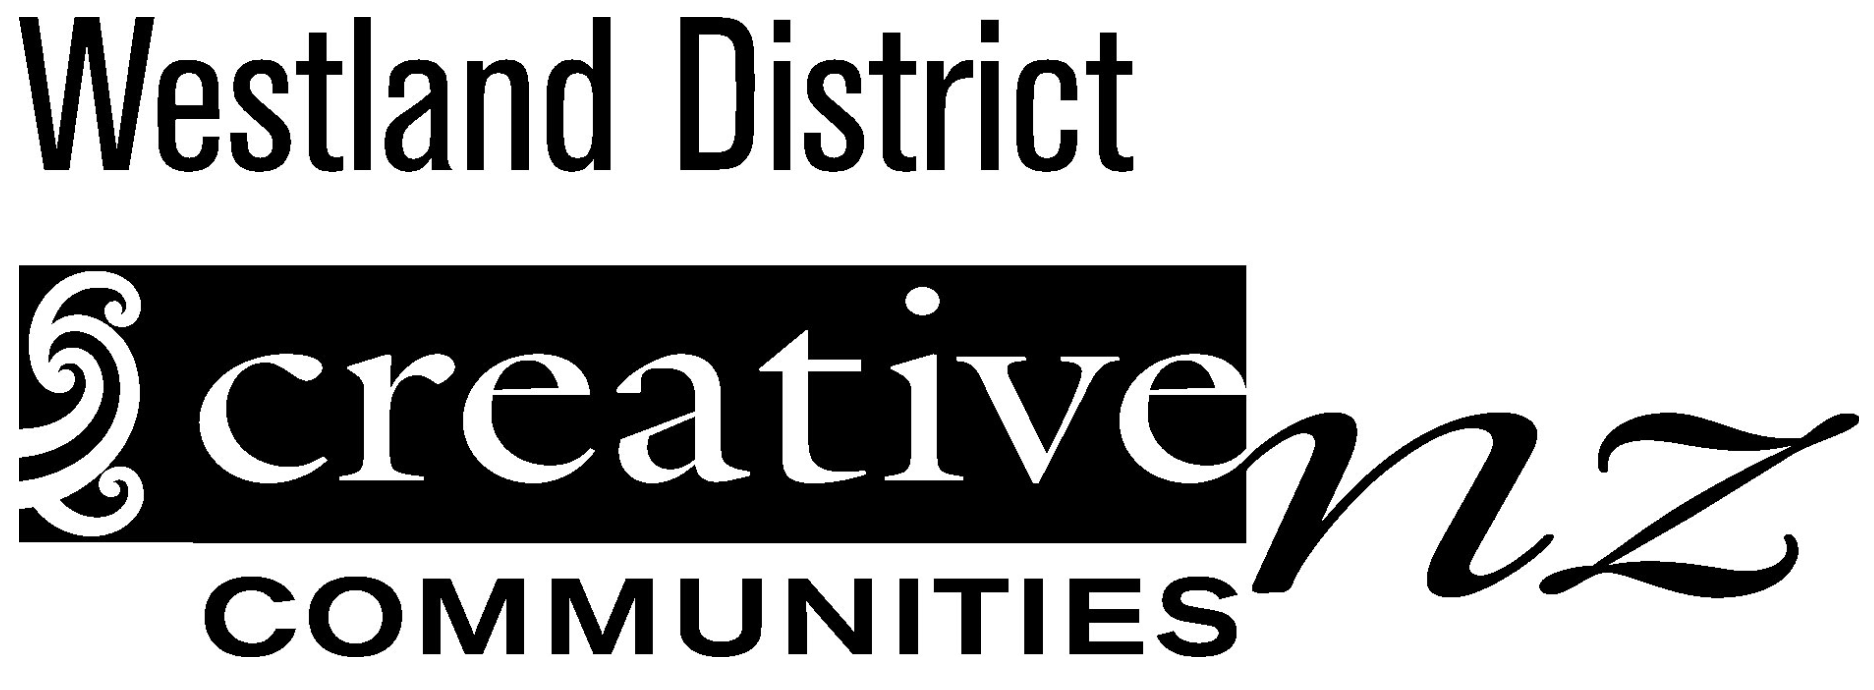 Westland District
creative nz
COMMUNITIES